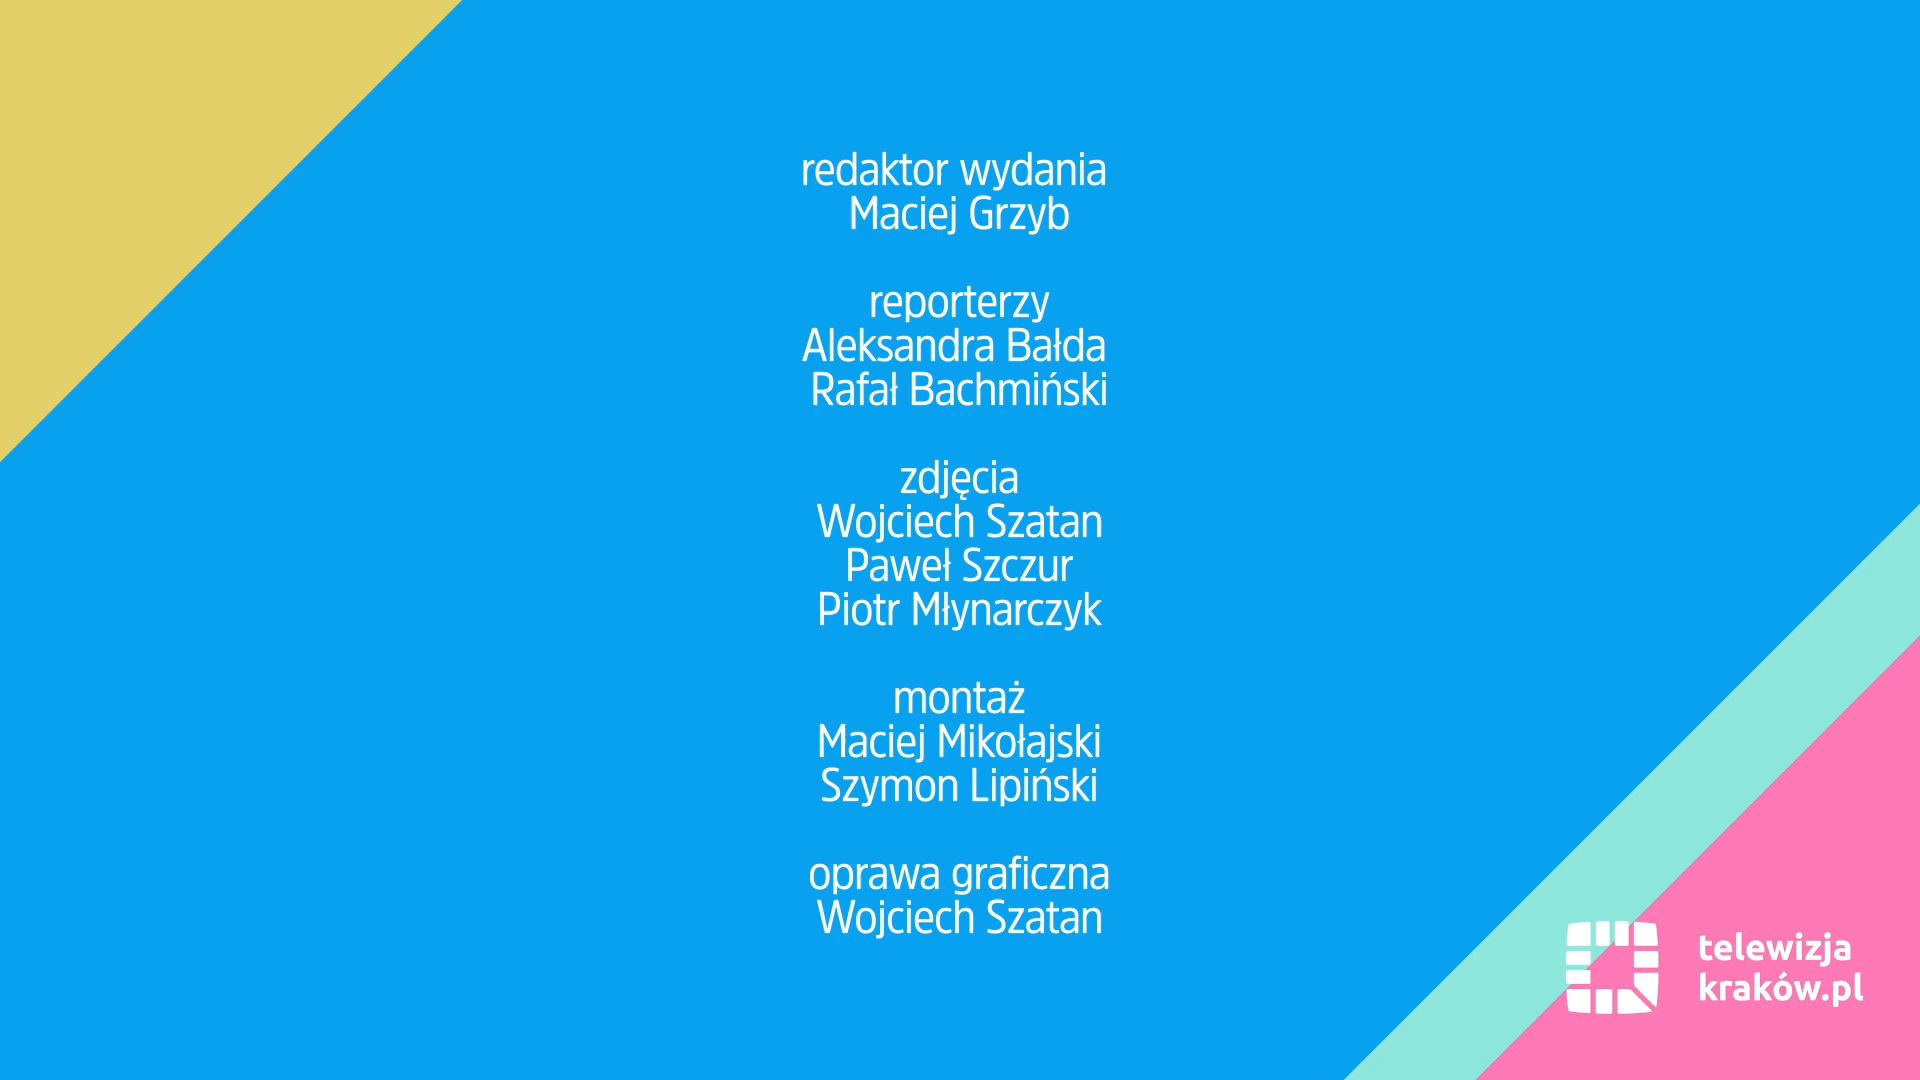 redaktor wydania
Maciej Grzyb
reporterzy
Aleksandra Bałda
Rafał Bachmiński
zdjęcia
Wojciech Szatan
Paweł Szczur
Piotr Młynarczyk
montaż
Maciej Mikołajski
Szymon Lipiński
oprawa graficzna
Wojciech Szatan
telewizja
kraków.pl